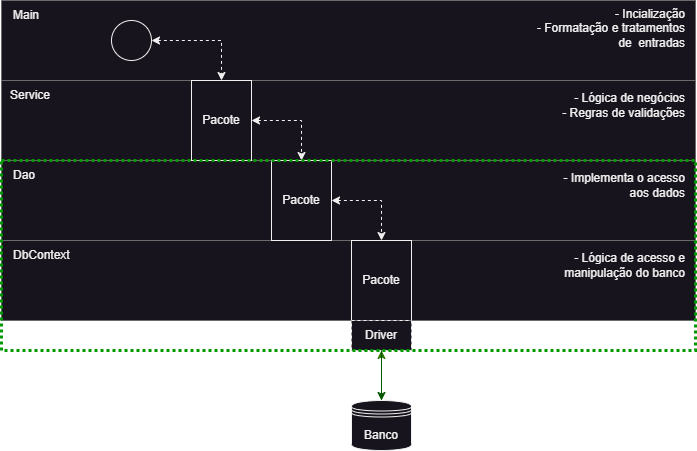 Main
- Incialização
- Formatação e tratamentos
de entradas
Service
- Lógica de negócios
- Regras de validações
Pacote
Dao
- Implementa o acesso
aos dados
Pacote
DbContext
- Lógica de acesso e
manipulação do banco
Pacote
Driver
Banco